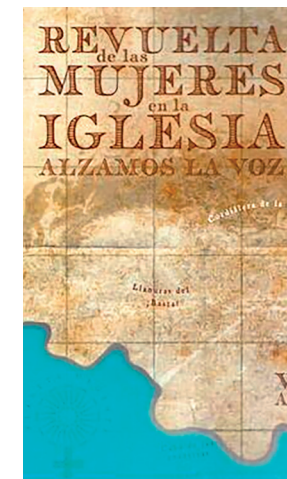 REVUELTA
de las
MUJERES
en la
IGLESIA
ALZAMOS LA VOZ
Cordillera de la
Llanuras del
¡Basta!
V
A